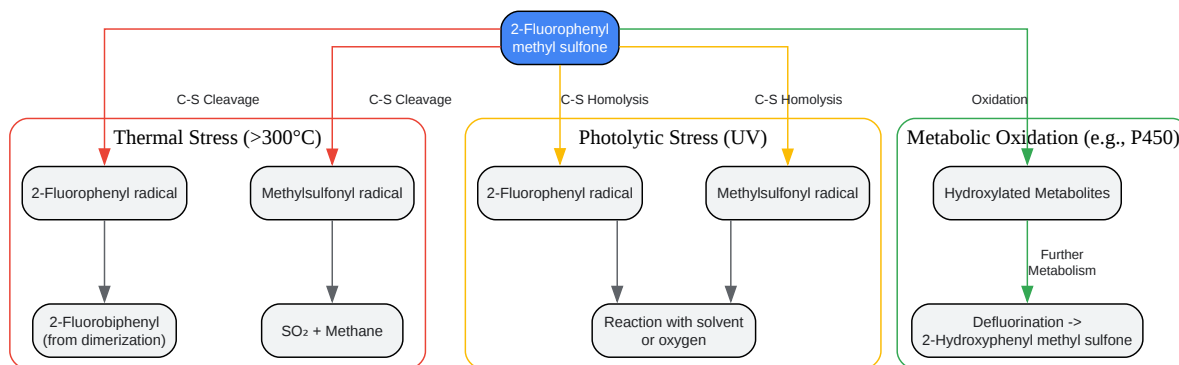 2-Fluorophenyl
methyl sulfone
C-S Cleavage
C-S Cleavage
C-S Homolysis
C-S Homolysis
Oxidation
Thermal Stress (>300°C)
Photolytic Stress (UV)
Metabolic Oxidation (e.g., P450)
2-Fluorophenyl radical
Methylsulfonyl radical
2-Fluorophenyl radical
Methylsulfonyl radical
Hydroxylated Metabolites
Further
Metabolism
2-Fluorobiphenyl
(from dimerization)
SO₂ + Methane
Reaction with solvent
or oxygen
Defluorination ->
2-Hydroxyphenyl methyl sulfone